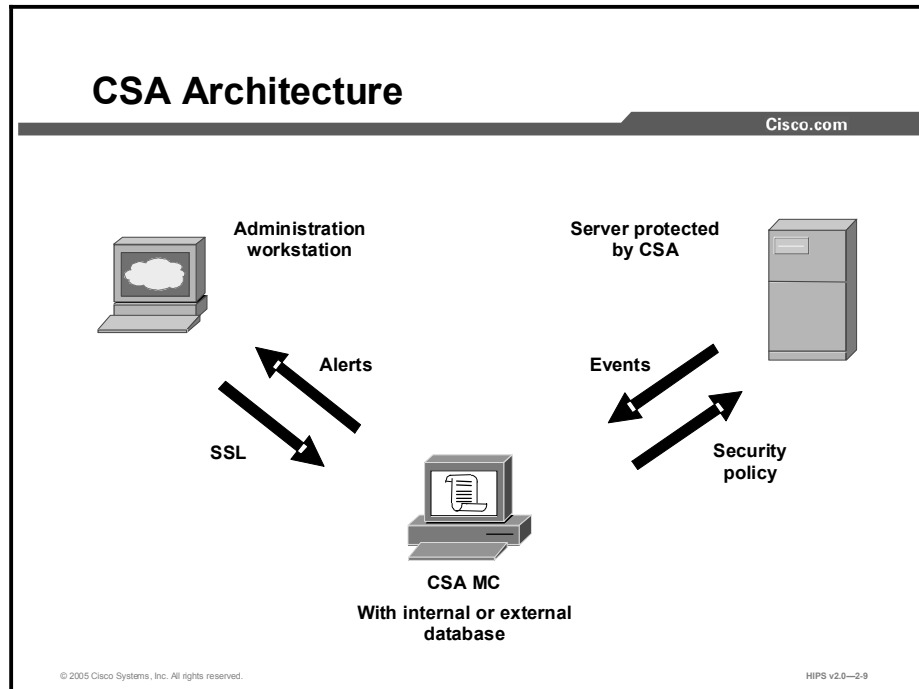 CSA Architecture
Cisco.com
Administration
workstation
Server protected
by CSA
Alerts
Events
SSL
Security
policy
CSA MC
With internal or external
database
© 2005 Cisco Systems, Inc. All rights reserved.
HIPS v2.0—2-9